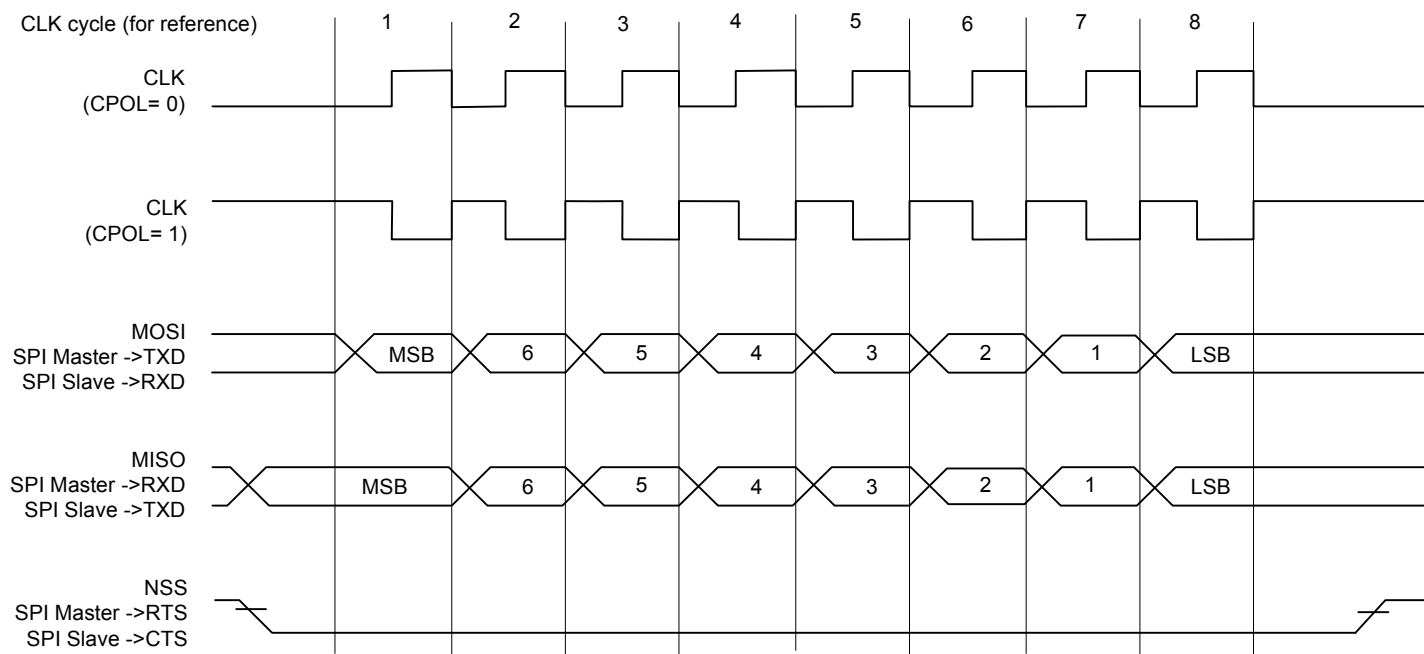 CLK cycle (for reference) 1 2 3 4 5 6 7 8
CLK
(CPOL= 0)
CLK
(CPOL= 1)
MOSI
SPI Master ->TXD
SPI Slave ->RXD
MSB 6 5 4 3 2 1 LSB
MISO
SPI Master ->RXD
SPI Slave ->TXD
MSB 6 5 4 3 2 1 LSB
NSS
SPI Master ->RTS
SPI Slave ->CTS